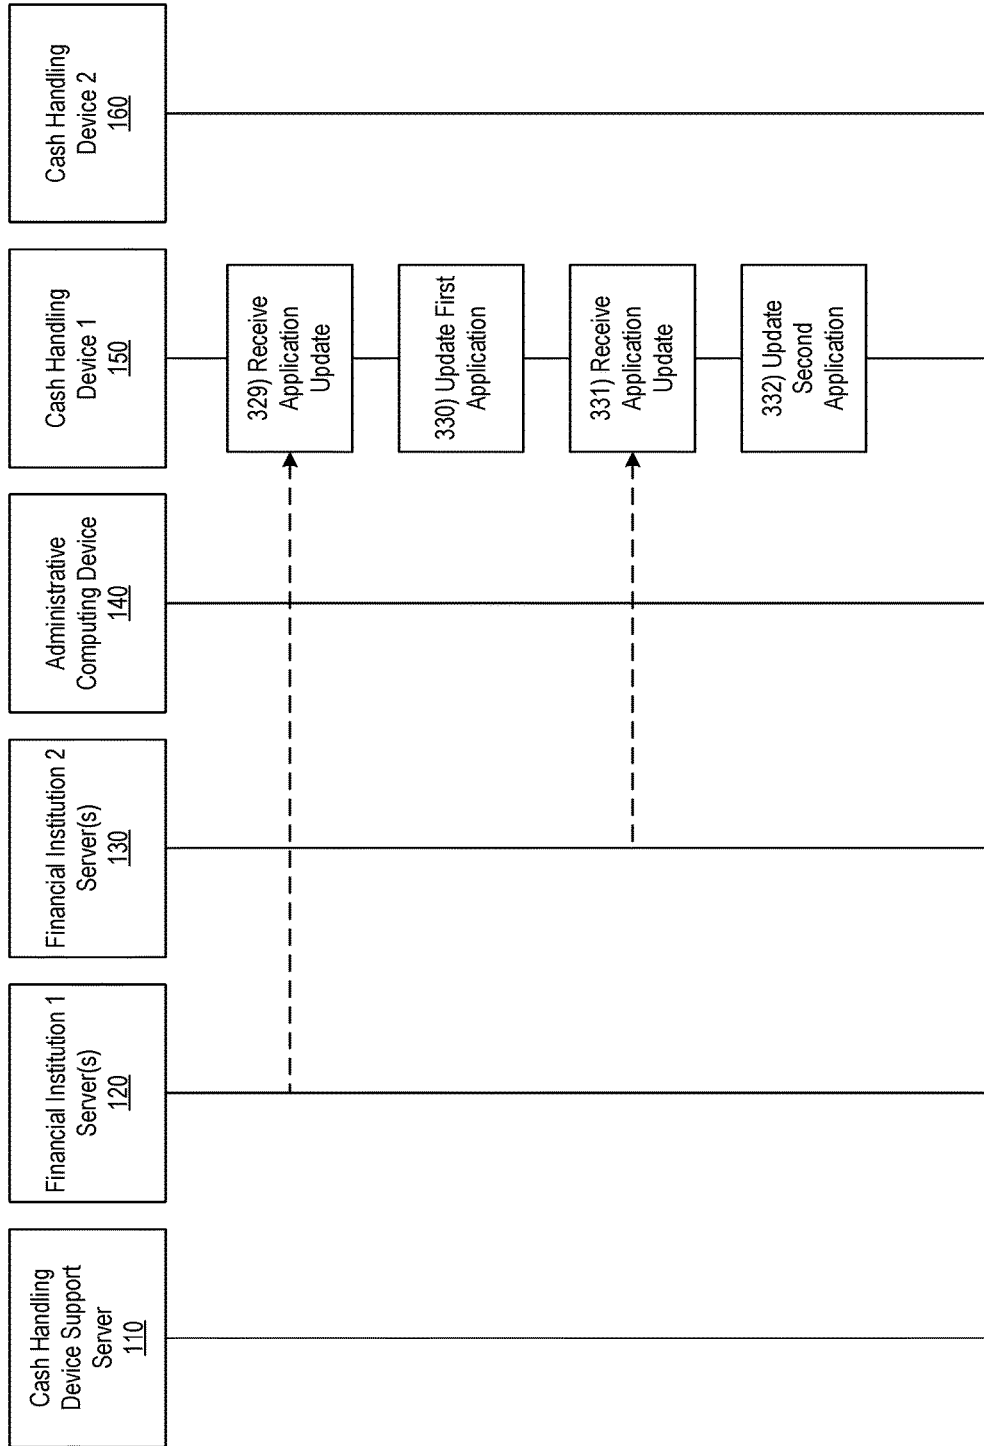 Cash Handling
Device Support
Server
110
Financial Institution 1
Server(s)
120
Financial Institution 2
Server(s)
130
Administrative
Computing Device
140
Cash Handling
Device 1
150
Cash Handling
Device 2
160
329) Receive
Application
Update
330) Update First
Application
331) Receive
Application
Update
332) Update
Second
Application